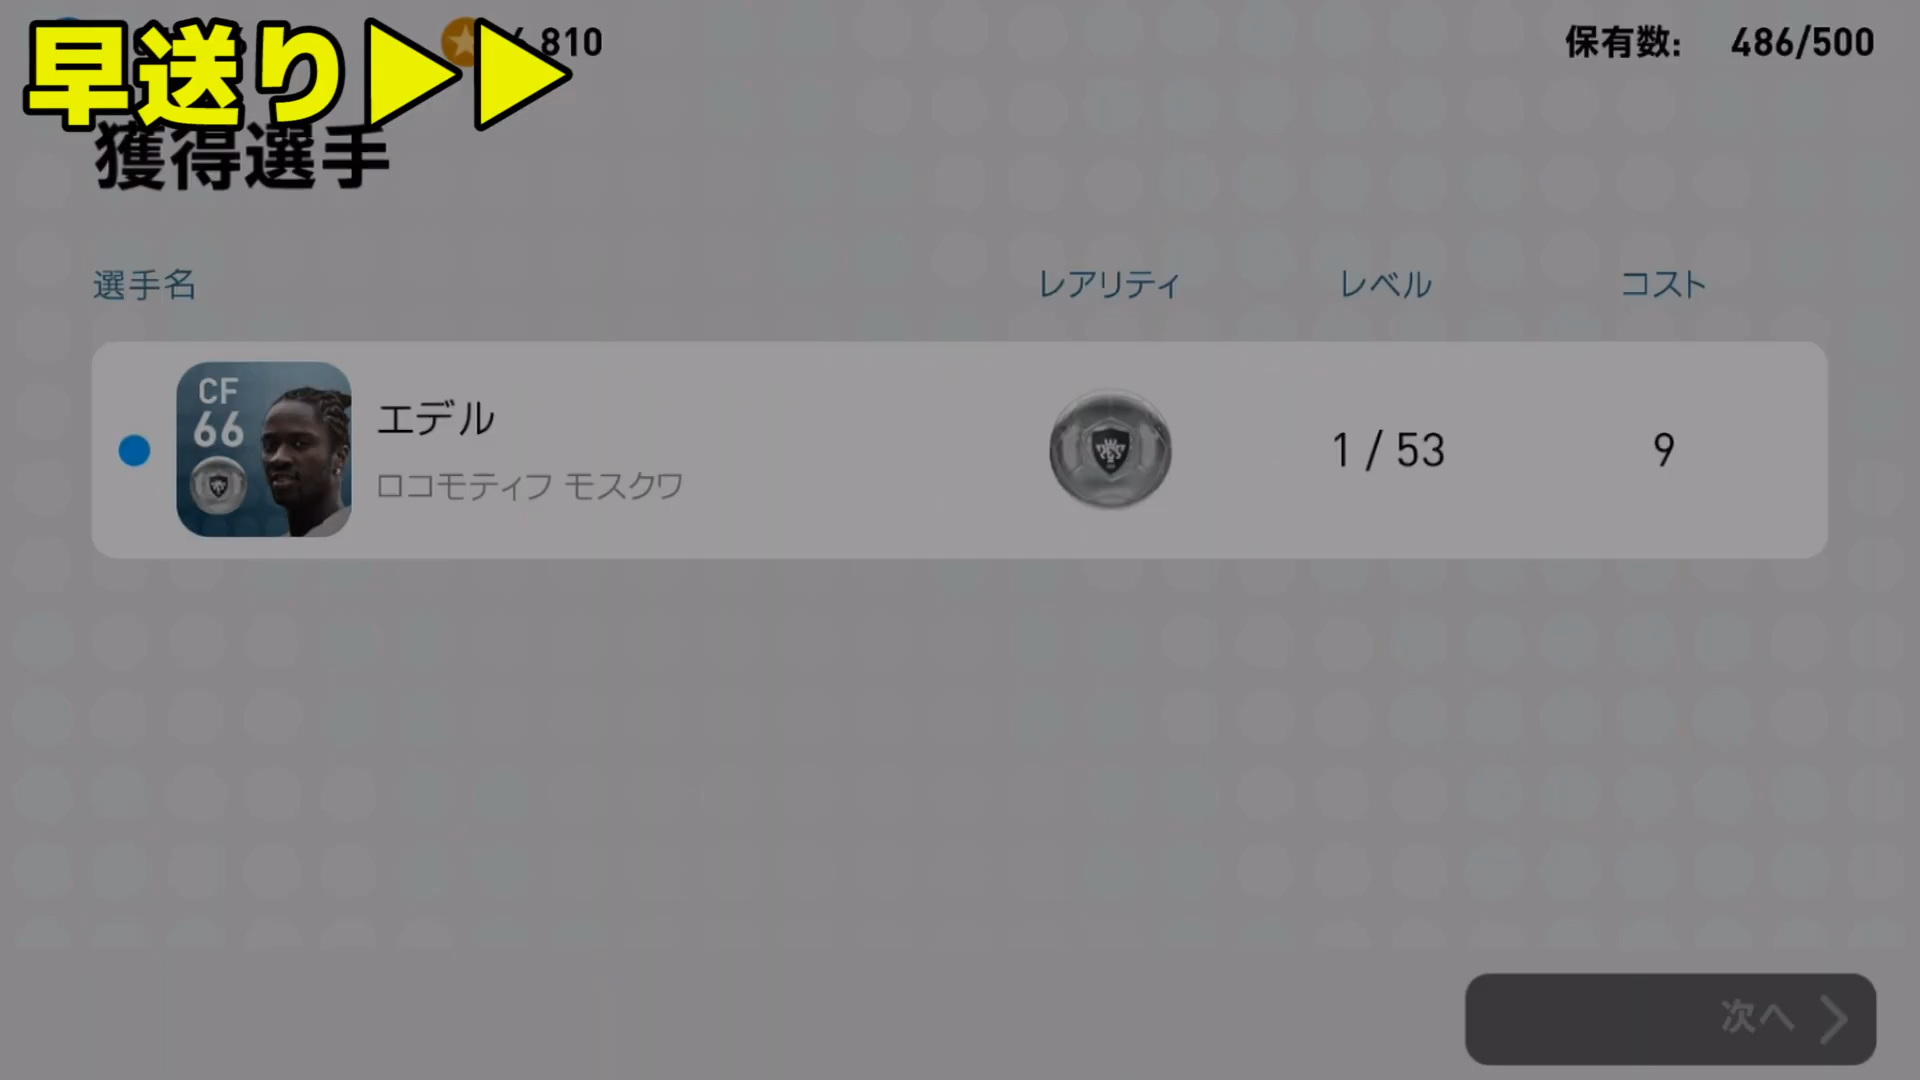 早送り▶▶
810
保有数: 486/500
獲得選手
選手名 レアリティ レベル コスト
CF
66
エデル
ロコモティフ モスクワ
1 / 53
9
次へ